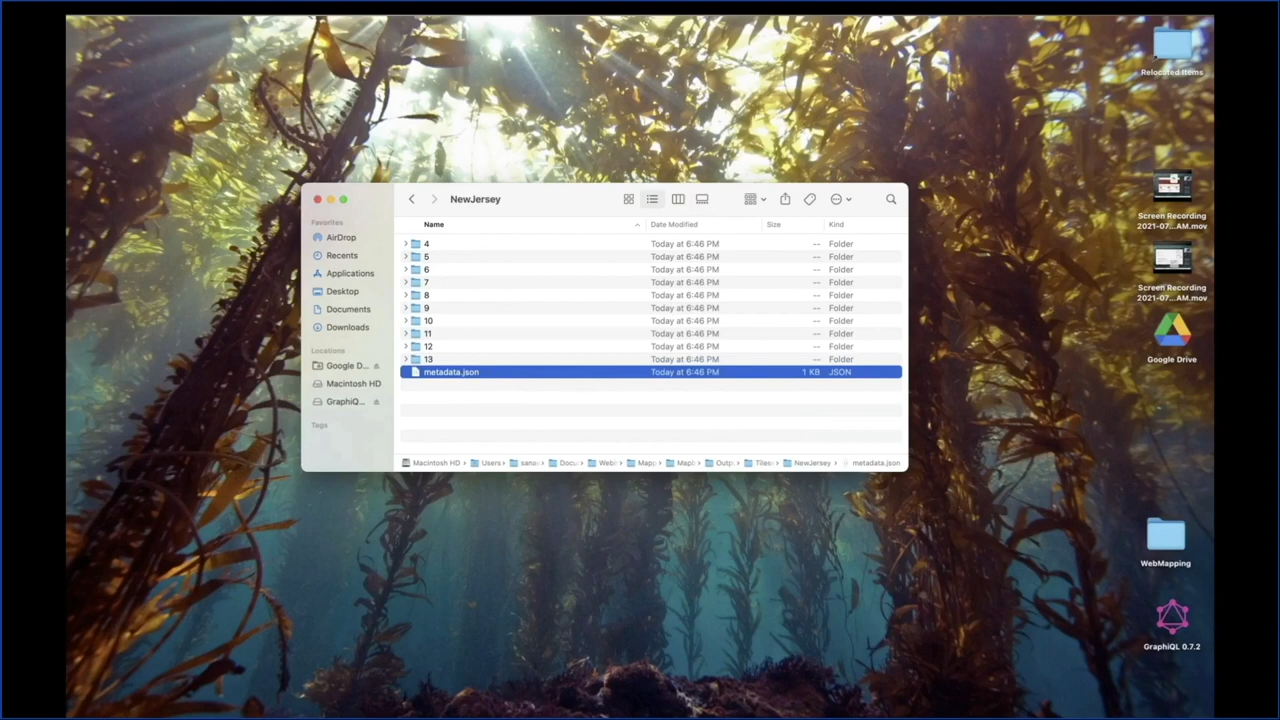 Relocated Items
NewJersey
Favorites
AirDrop
Recents
Applications
Desktop
Documents
Downloads
Locations
Google D...
Macintosh HD
GraphiQ...
Tags
Name Date Modified Size Kind
4 Today at 6:46 PM -- Folder
5 Today at 6:46 PM -- Folder
6 Today at 6:46 PM -- Folder
7 Today at 6:46 PM -- Folder
8 Today at 6:46 PM -- Folder
9 Today at 6:46 PM -- Folder
10 Today at 6:46 PM -- Folder
11 Today at 6:46 PM -- Folder
12 Today at 6:46 PM -- Folder
13 Today at 6:46 PM -- Folder
metadata.json Today at 6:46 PM 1 KB JSON
Macintosh HD › Users › sana › Docu › Web › Mapp › Outp › Tiles › NewJersey › metadata.json
Screen Recording
2021-07...AM.mov
Screen Recording
2021-07...AM.mov
Google Drive
WebMapping
GraphiQL 0.7.2